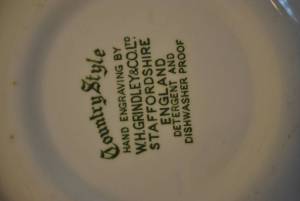 Country Style
HAND ENGRAVING BY
W.H.GRINDLEY&CO.LTD.
STAFFORDSHIRE
ENGLAND
DETERGENT AND
DISHWASHER PROOF